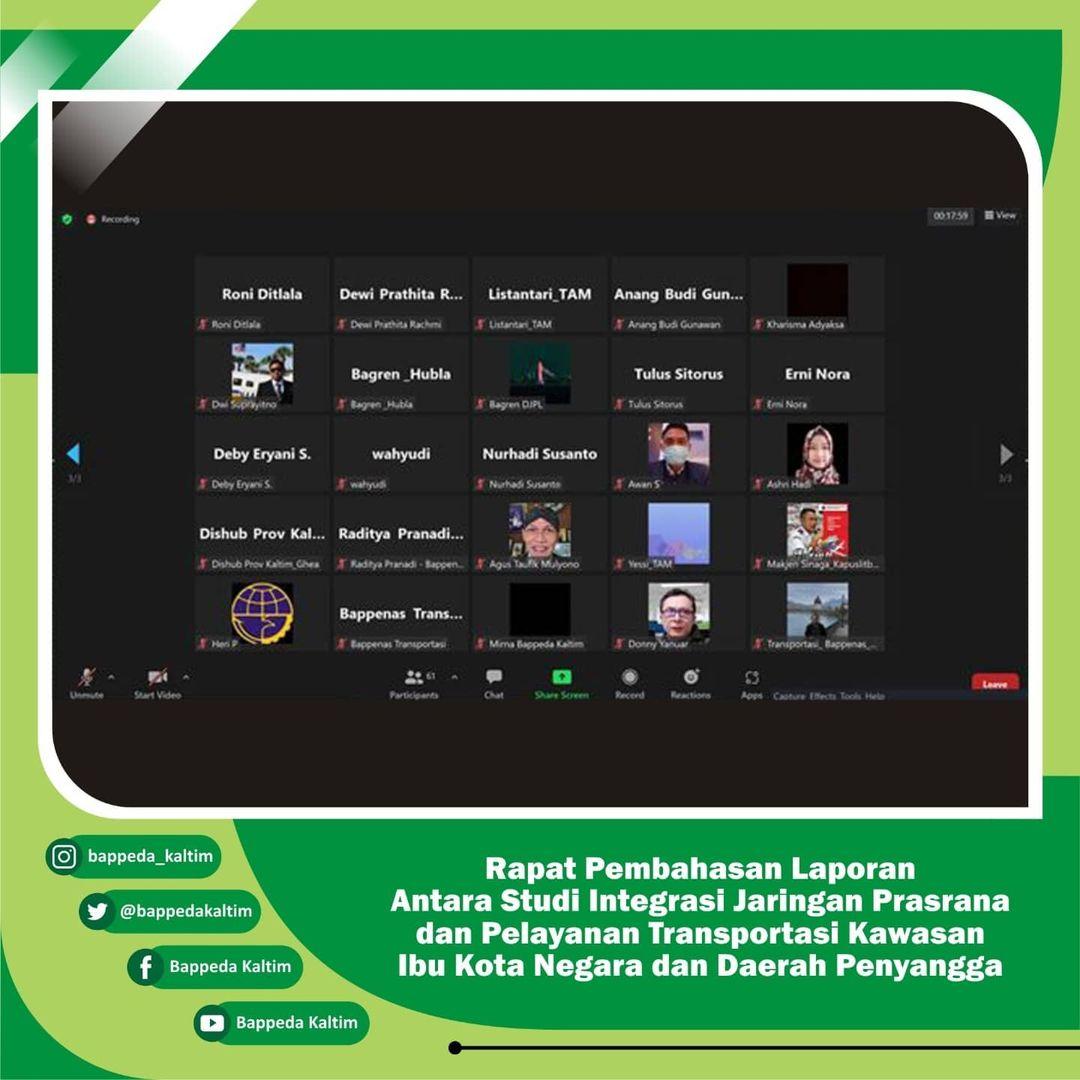 Recording
00:17:59
View
Roni Ditlala
Roni Ditlala
Dewi Prathita R...
Dewi Prathita Rachmi
Listantari_TAM
Listantari_TAM
Anang Budi Gun...
Anang Budi Gunawan
Kharisma Adyaksa
Dwi Suprayitno
Bagren _Hubla
Bagren _Hubla
Bagren DJPL
Tulus Sitorus
Tulus Sitorus
Erni Nora
Erni Nora
Deby Eryani S.
Deby Eryani S.
wahyudi
wahyudi
Nurhadi Susanto
Nurhadi Susanto
Awan S
Ashri Hadi
3/3
3/3
Dishub Prov Kal...
Dishub Prov Kaltim_Ghea
Raditya Pranadi...
Raditya Pranadi - Bappen...
Agus Taufik Mulyono
Yessi_TAM
Makjen Sinaga_Kapuslitb...
Heri P
Bappenas Trans...
Bappenas Transportasi
Mirna Bappeda Kaltim
Donny Yanuar
Transportasi_ Bappenas_...
Unmute
Start Video
61
Participants
Chat
Share Screen
Record
Reactions
Apps
Capture Effects Tools Help
Leave
bappeda_kaltim
@bappedakaltim
Bappeda Kaltim
Bappeda Kaltim
Rapat Pembahasan Laporan
Antara Studi Integrasi Jaringan Prasrana
dan Pelayanan Transportasi Kawasan
Ibu Kota Negara dan Daerah Penyangga